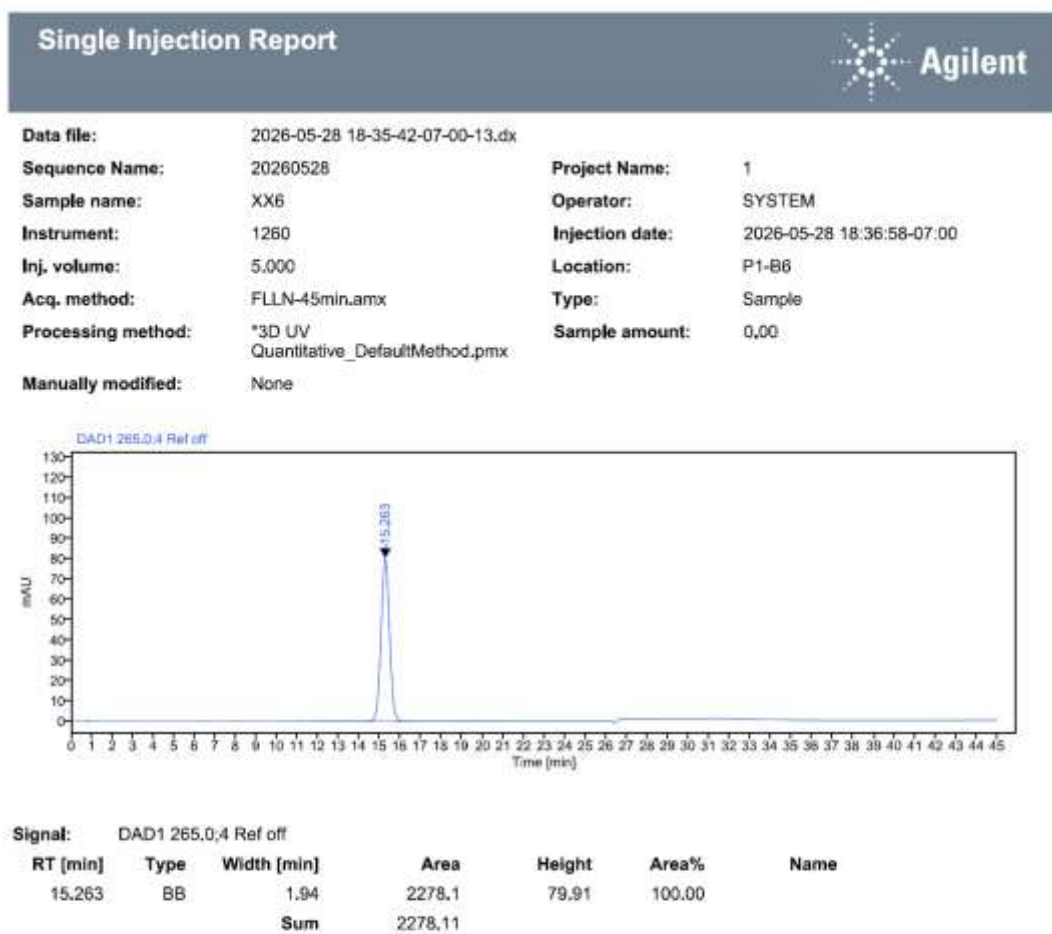 Single Injection Report
Agilent
Data file: 2026-05-28 18-35-42-07-00-13.dx
Sequence Name: 20260528 Project Name: 1
Sample name: XX6 Operator: SYSTEM
Instrument: 1260 Injection date: 2026-05-28 18:36:58-07:00
Inj. volume: 5.000 Location: P1-B6
Acq. method: FLLN-45min.amx Type: Sample
Processing method: *3D UV Sample amount: 0.00
Quantitative_DefaultMethod.pmx
Manually modified: None
DAD1 265.0;4 Ref off
130
120
110
100
90
80
70
60
50
40
30
20
10
0
mAU
15.263
0 1 2 3 4 5 6 7 8 9 10 11 12 13 14 15 16 17 18 19 20 21 22 23 24 25 26 27 28 29 30 31 32 33 34 35 36 37 38 39 40 41 42 43 44 45
Time [min]
Signal: DAD1 265.0;4 Ref off
RT [min] Type Width [min] Area Height Area% Name
15.263 BB 1.94 2278.1 79.91 100.00
Sum 2278.11